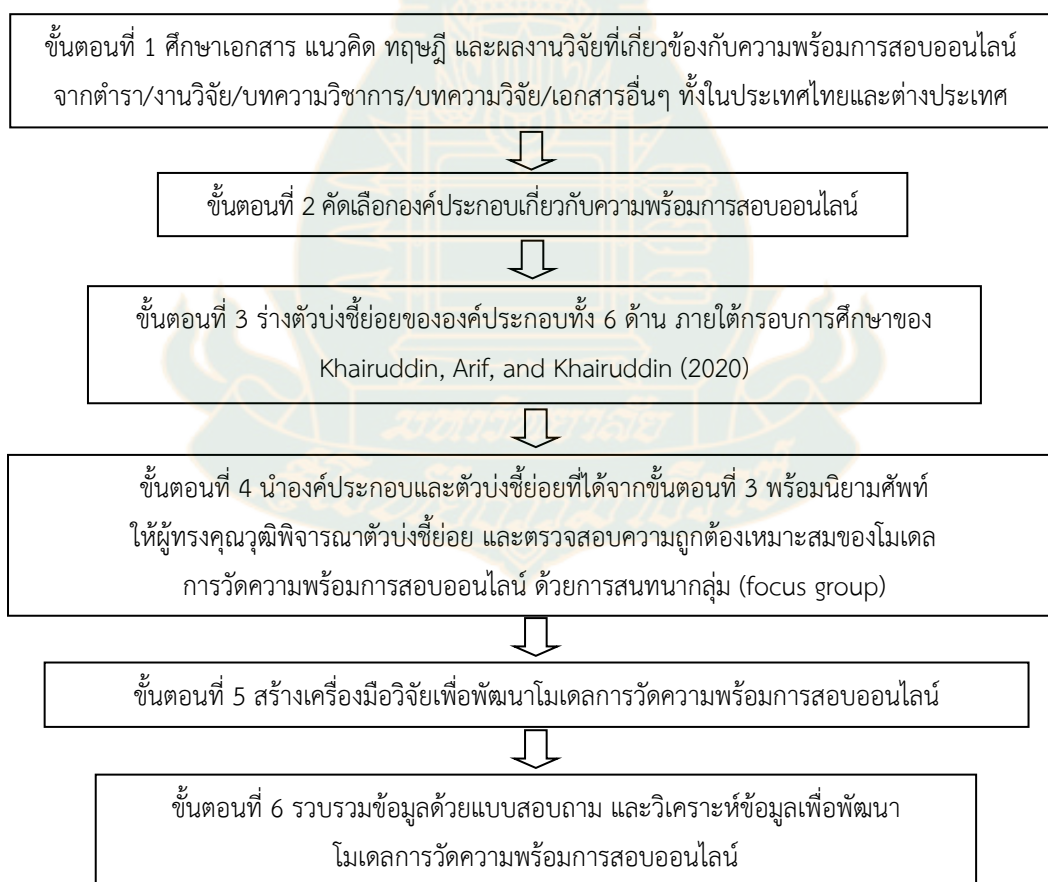 ขั้นตอนที่ 1 ศึกษาเอกสาร แนวคิด ทฤษฎี และผลงานวิจัยที่เกี่ยวข้องกับความพร้อมการสอบออนไลน์
จากตำรา/งานวิจัย/บทความวิชาการ/บทความวิจัย/เอกสารอื่นๆ ทั้งในประเทศไทยและต่างประเทศ
ขั้นตอนที่ 2 คัดเลือกองค์ประกอบเกี่ยวกับความพร้อมการสอบออนไลน์
ขั้นตอนที่ 3 ร่างตัวบ่งชี้ย่อยขององค์ประกอบทั้ง 6 ด้าน ภายใต้กรอบการศึกษาของ
Khairuddin, Arif, and Khairuddin (2020)
ขั้นตอนที่ 4 นำองค์ประกอบและตัวบ่งชี้ย่อยที่ได้จากขั้นตอนที่ 3 พร้อมนิยามศัพท์
ให้ผู้ทรงคุณวุฒิพิจารณาตัวบ่งชี้ย่อย และตรวจสอบความถูกต้องเหมาะสมของโมเดล
การวัดความพร้อมการสอบออนไลน์ ด้วยการสนทนากลุ่ม (focus group)
ขั้นตอนที่ 5 สร้างเครื่องมือวิจัยเพื่อพัฒนาโมเดลการวัดความพร้อมการสอบออนไลน์
ขั้นตอนที่ 6 รวบรวมข้อมูลด้วยแบบสอบถาม และวิเคราะห์ข้อมูลเพื่อพัฒนา
โมเดลการวัดความพร้อมการสอบออนไลน์
มหาวิทยาลัย
สุโขทัยธรรมาธิราช